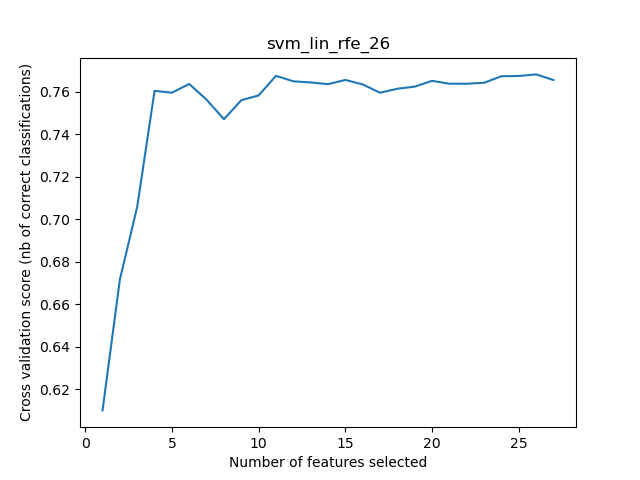 svm_lin_rfe_26
Cross validation score (nb of correct classifications)
0.76
0.74
0.72
0.70
0.68
0.66
0.64
0.62
0 5 10 15 20 25
Number of features selected